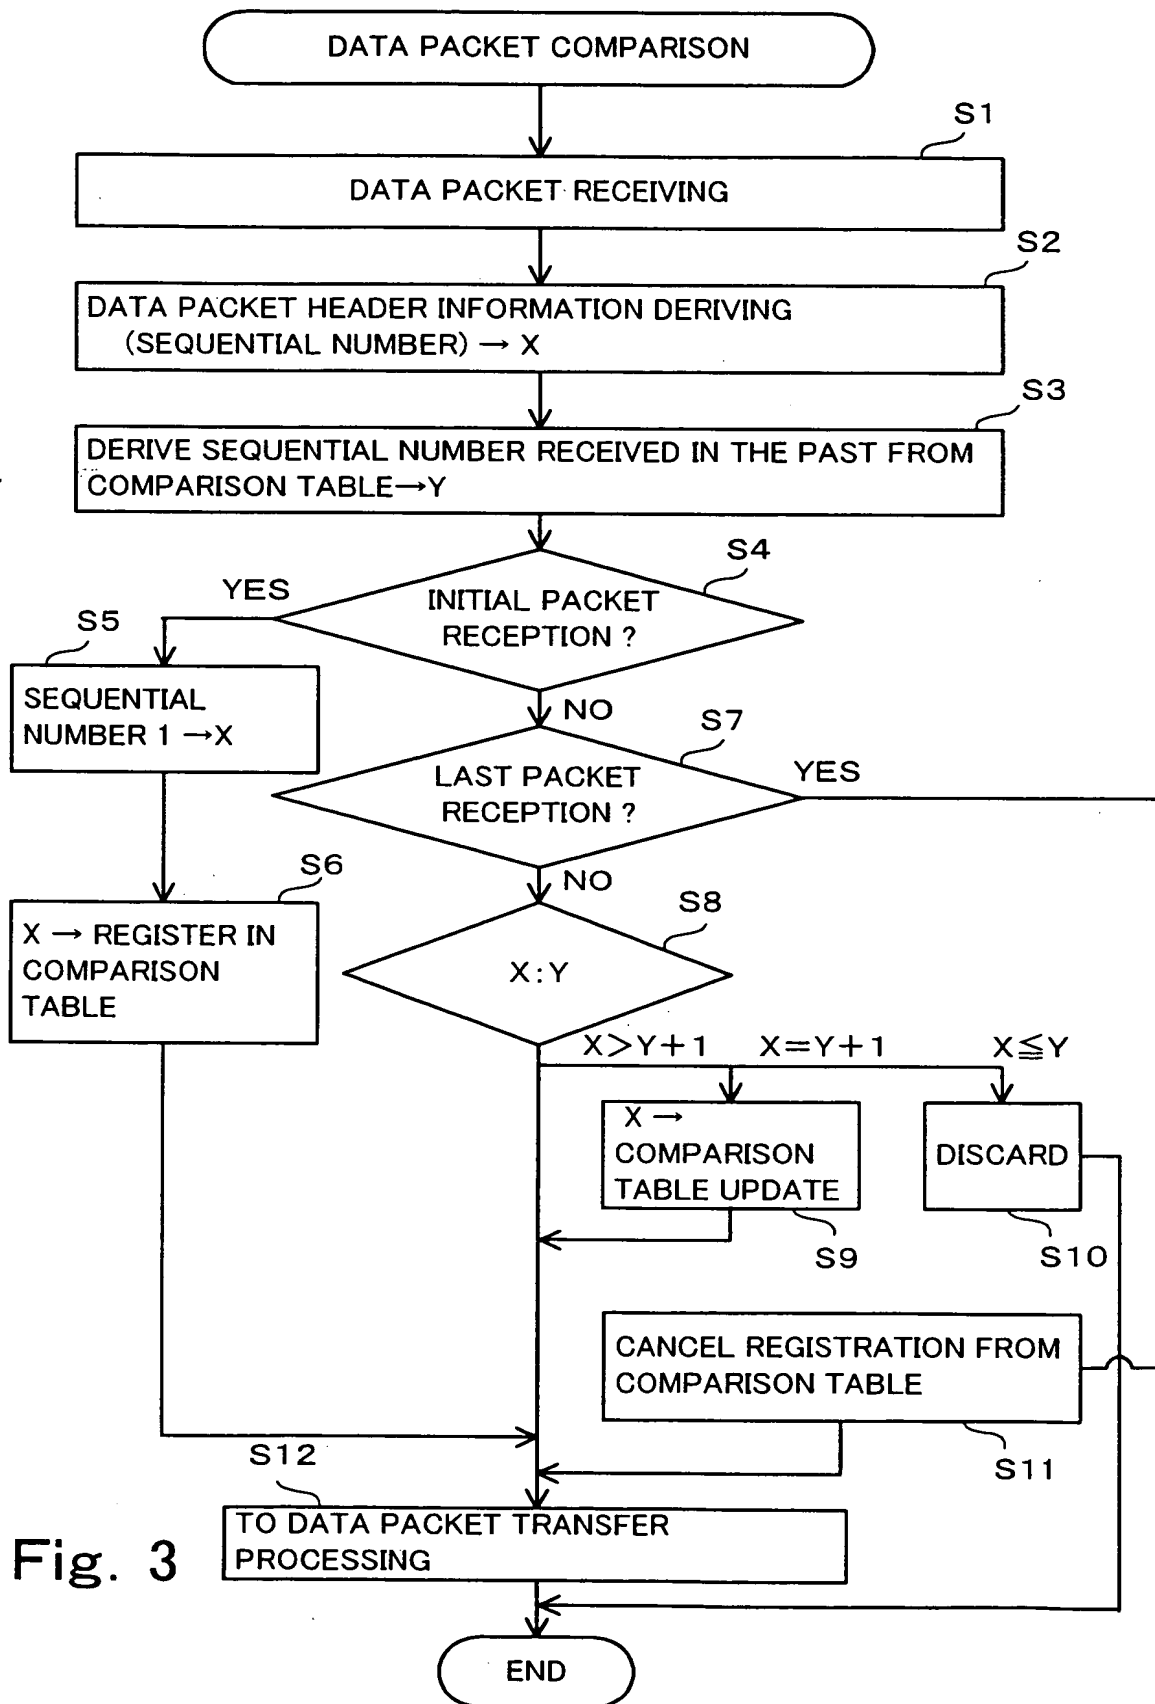 DATA PACKET COMPARISON
S1
DATA PACKET RECEIVING
S2
DATA PACKET HEADER INFORMATION DERIVING
(SEQUENTIAL NUMBER) → X
S3
DERIVE SEQUENTIAL NUMBER RECEIVED IN THE PAST FROM
COMPARISON TABLE→Y
S4
YES
INITIAL PACKET
RECEPTION ?
S5
SEQUENTIAL
NUMBER 1 →X
NO
S7
LAST PACKET
RECEPTION ?
YES
S6
NO
X → REGISTER IN
COMPARISON
TABLE
S8
X:Y
X>Y+1
X=Y+1
X≦Y
X →
COMPARISON
TABLE UPDATE
DISCARD
S9
S10
CANCEL REGISTRATION FROM
COMPARISON TABLE
S11
S12
TO DATA PACKET TRANSFER
PROCESSING
Fig. 3
END